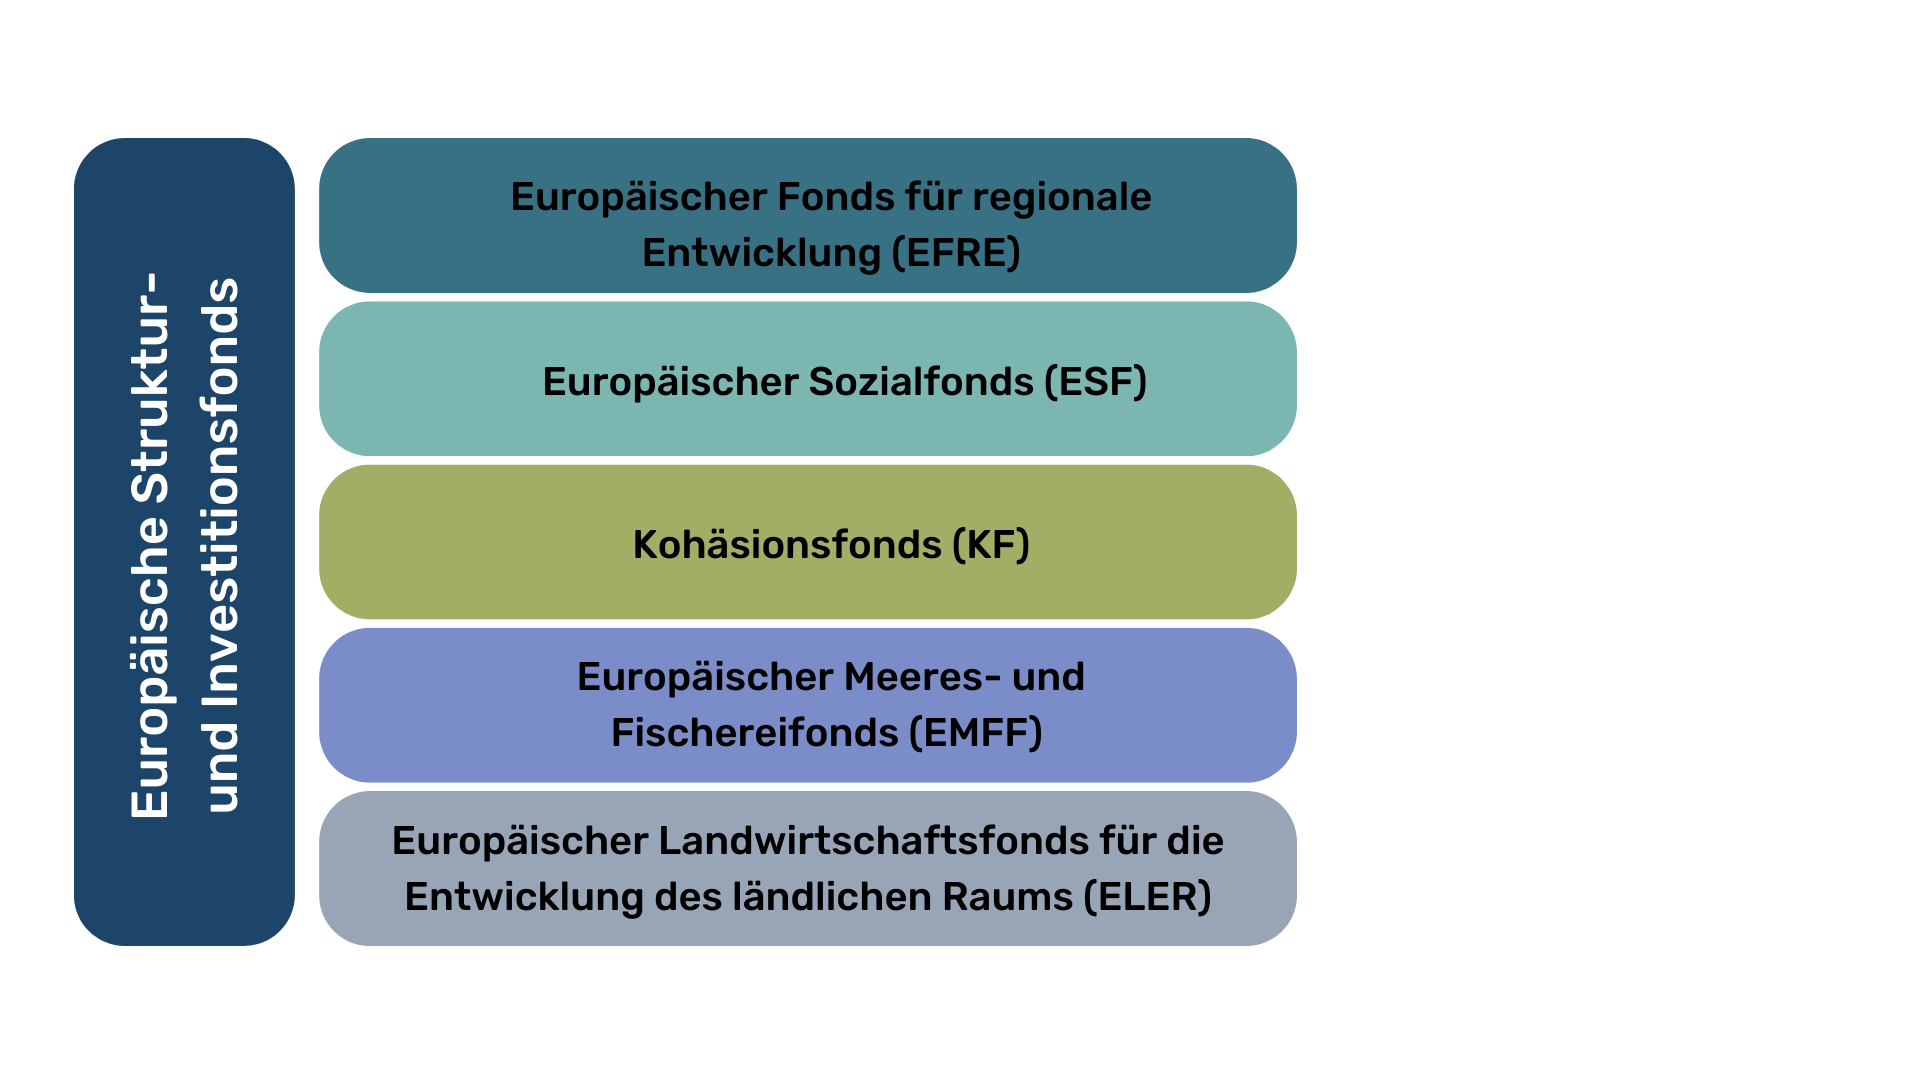 Europäische Struktur-
und Investitionsfonds
Europäischer Fonds für regionale
Entwicklung (EFRE)
Europäischer Sozialfonds (ESF)
Kohäsionsfonds (KF)
Europäischer Meeres- und
Fischereifonds (EMFF)
Europäischer Landwirtschaftsfonds für die
Entwicklung des ländlichen Raums (ELER)